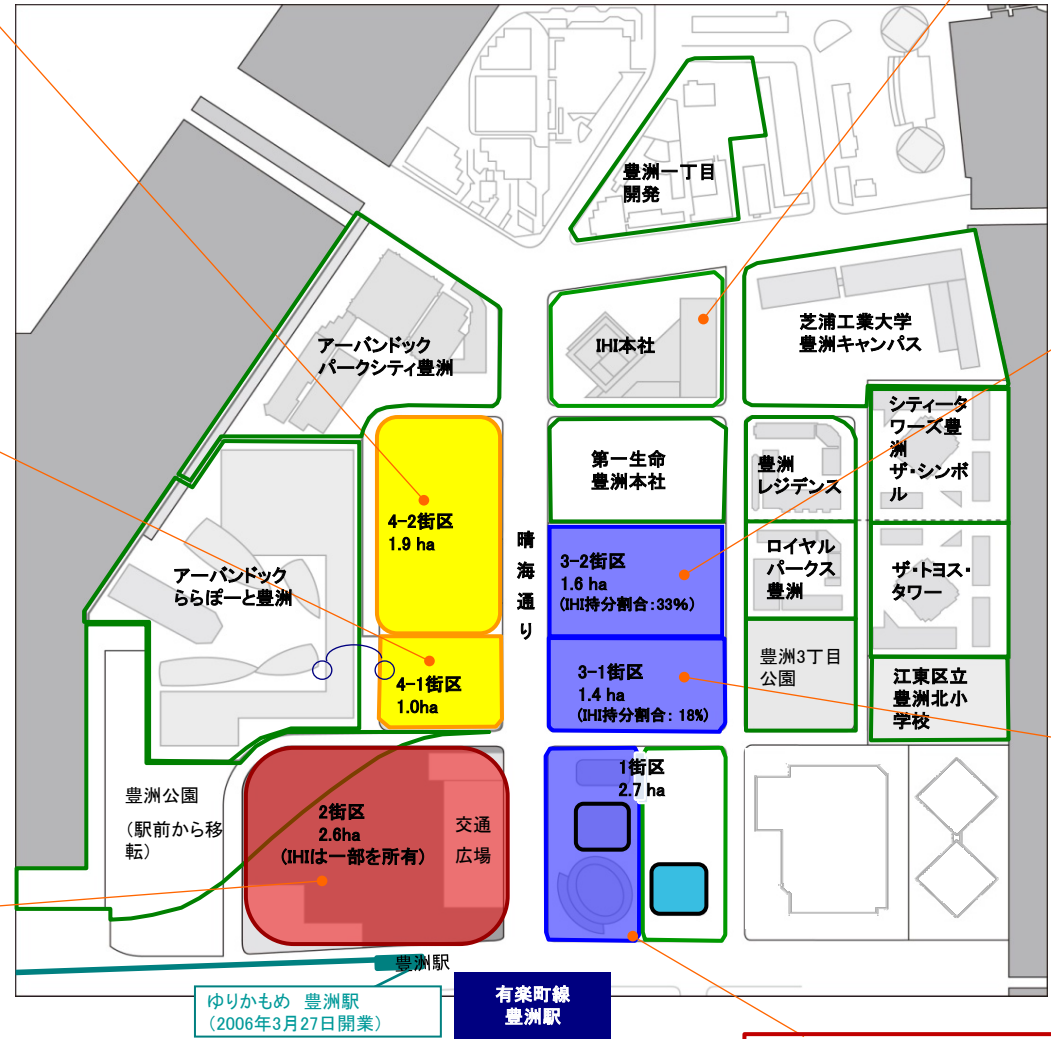 豊洲一丁目
開発
IHI本社
芝浦工業大学
豊洲キャンパス
アーバンドック
パークシティ豊洲
シティータ
ワーズ豊
洲
ザ・シンボ
ル
第一生命
豊洲本社
豊洲
レジデンス
4-2街区
1.9 ha
晴
海
通
り
3-2街区
1.6 ha
(IHI持分割合：33%)
ロイヤル
パークス
豊洲
ザ・トヨス・
タワー
アーバンドック
ららぽーと豊洲
4-1街区
1.0ha
3-1街区
1.4 ha
(IHI持分割合： 18%)
豊洲3丁目
公園
江東区立
豊洲北小
学校
豊洲公園
（駅前から移
転）
2街区
2.6ha
(IHIは一部を所有)
交通
広場
1街区
2.7 ha
豊洲駅
ゆりかもめ 豊洲駅
(2006年3月27日開業)
有楽町線
豊洲駅